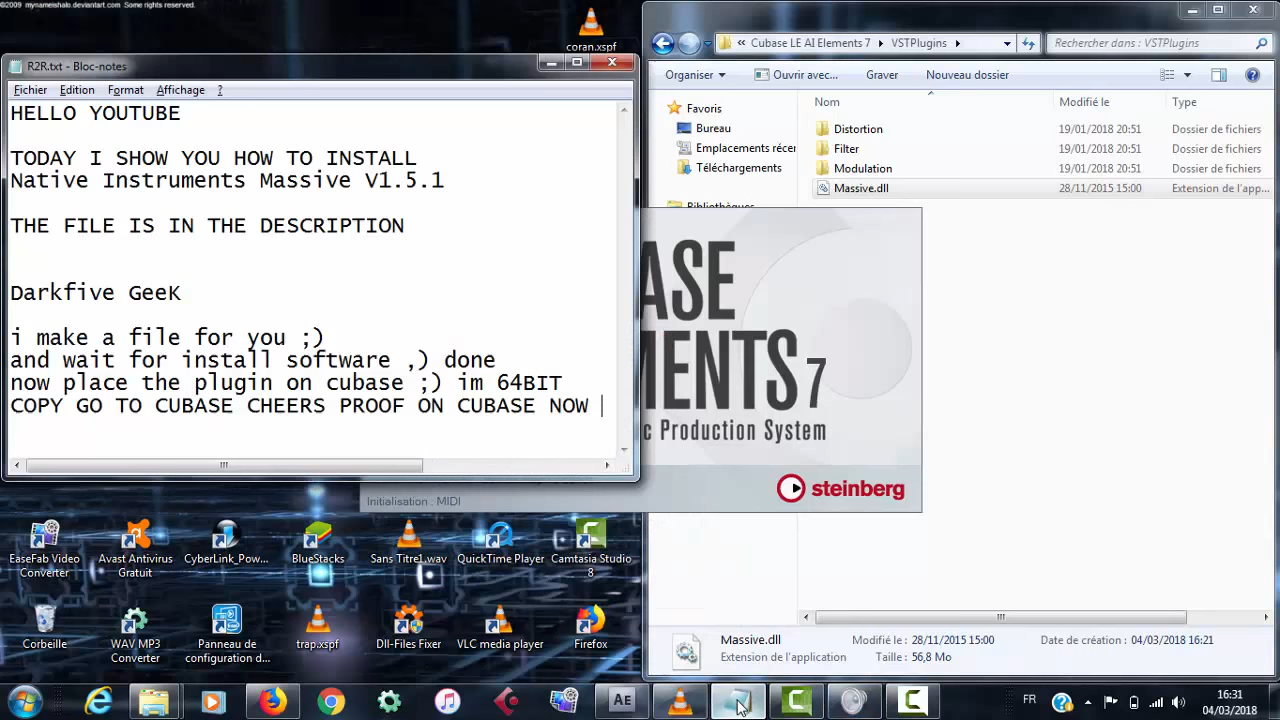 ©2009 mynameishalo.deviantart.com Some rights reserved.
coran.xspf
R2R.txt - Bloc-notes
Fichier Edition Format Affichage ?
HELLO YOUTUBE
TODAY I SHOW YOU HOW TO INSTALL
Native Instruments Massive V1.5.1
THE FILE IS IN THE DESCRIPTION
Darkfive GeeK
i make a file for you ;)
and wait for install software ,) done
now place the plugin on cubase ;) im 64BIT
COPY GO TO CUBASE CHEERS PROOF ON CUBASE NOW
« Cubase LE AI Elements 7 VSTPlugins
Rechercher dans : VSTPlugins
Organiser Ouvrir avec... Graver Nouveau dossier
Favoris
Bureau
Emplacements récer
Téléchargements
Bibliothèques
Nom Modifié le Type
Distortion 19/01/2018 20:51 Dossier de fichiers
Filter 19/01/2018 20:51 Dossier de fichiers
Modulation 19/01/2018 20:51 Dossier de fichiers
Massive.dll 28/11/2015 15:00 Extension de l'app...
ASE
MENTS 7
c Production System
steinberg
Initialisation : MIDI
Massive.dll Modifié le : 28/11/2015 15:00 Date de création : 04/03/2018 16:21
Extension de l'application Taille : 56,8 Mo
EaseFab Video Converter
Avast Antivirus Gratuit
CyberLink_Pow...
BlueStacks
Sans Titre1.wav
QuickTime Player
Camtasia Studio 8
Corbeille
WAV MP3 Converter
Panneau de configuration d...
trap.xspf
Dll-Files Fixer
VLC media player
Firefox
Ae
FR
16:31
04/03/2018